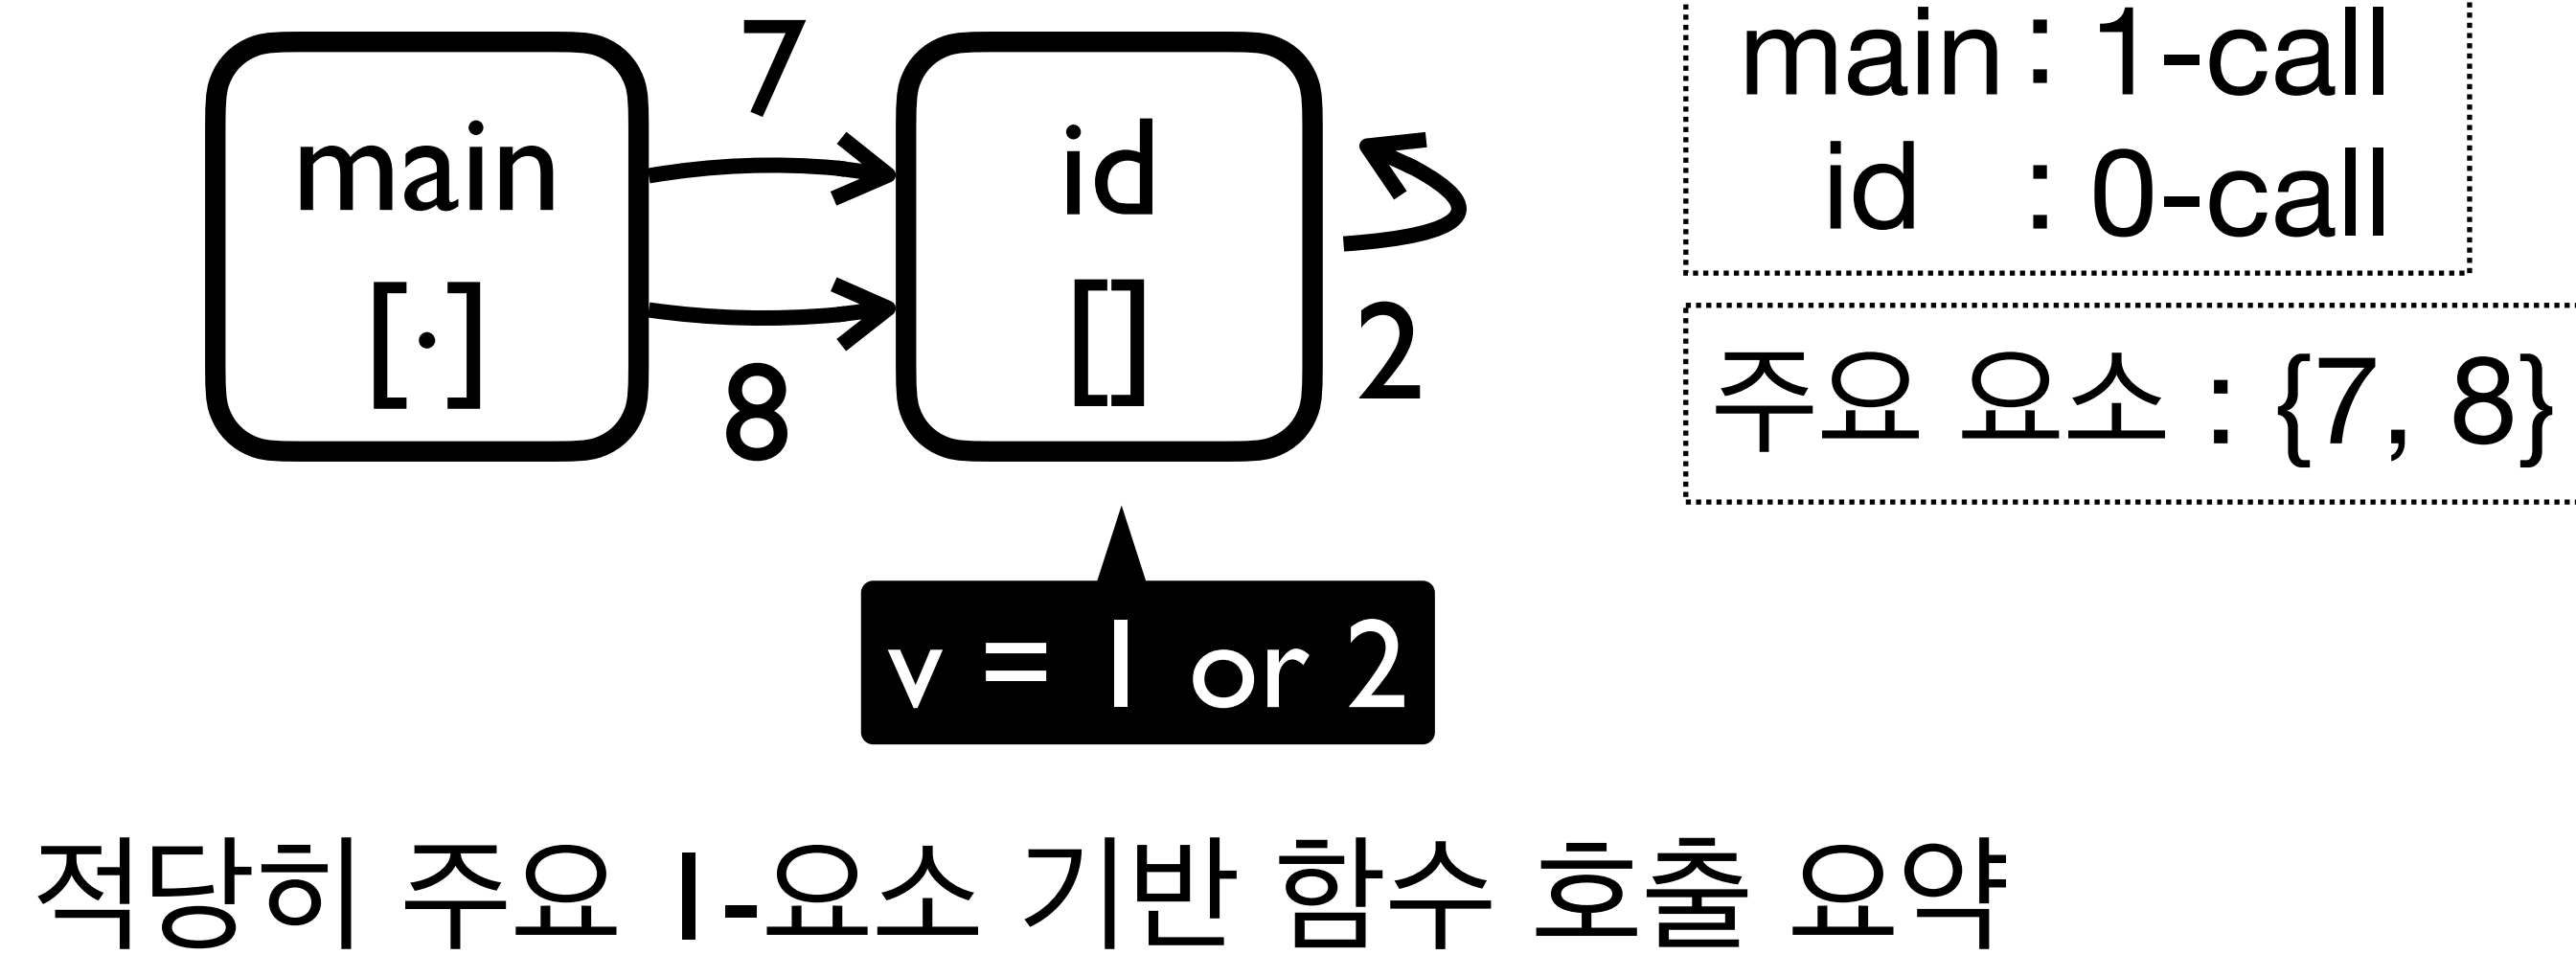 7
main
[·]
8
id
[]
2
main : 1-call
id : 0-call
주요 요소 : {7, 8}
v = 1 or 2
적당히 주요 1-요소 기반 함수 호출 요약